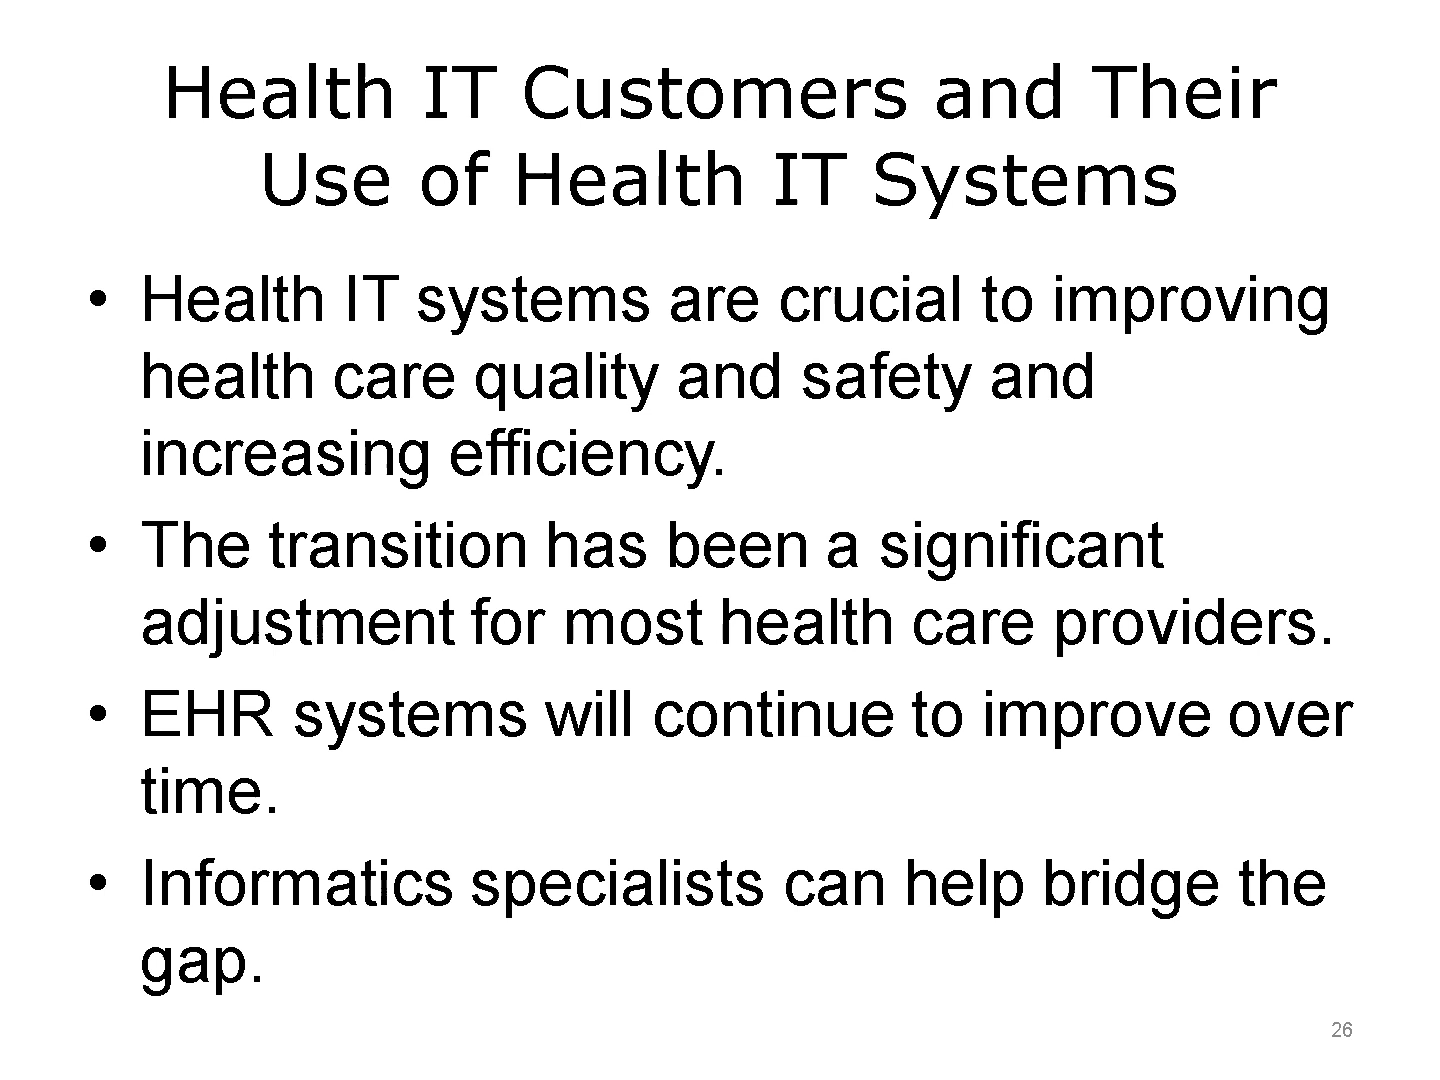 Health IT Customers and Their
Use of Health IT Systems
• Health IT systems are crucial to improving
health care quality and safety and
increasing efficiency.
• The transition has been a significant
adjustment for most health care providers.
• EHR systems will continue to improve over
time.
• Informatics specialists can help bridge the
gap.
26